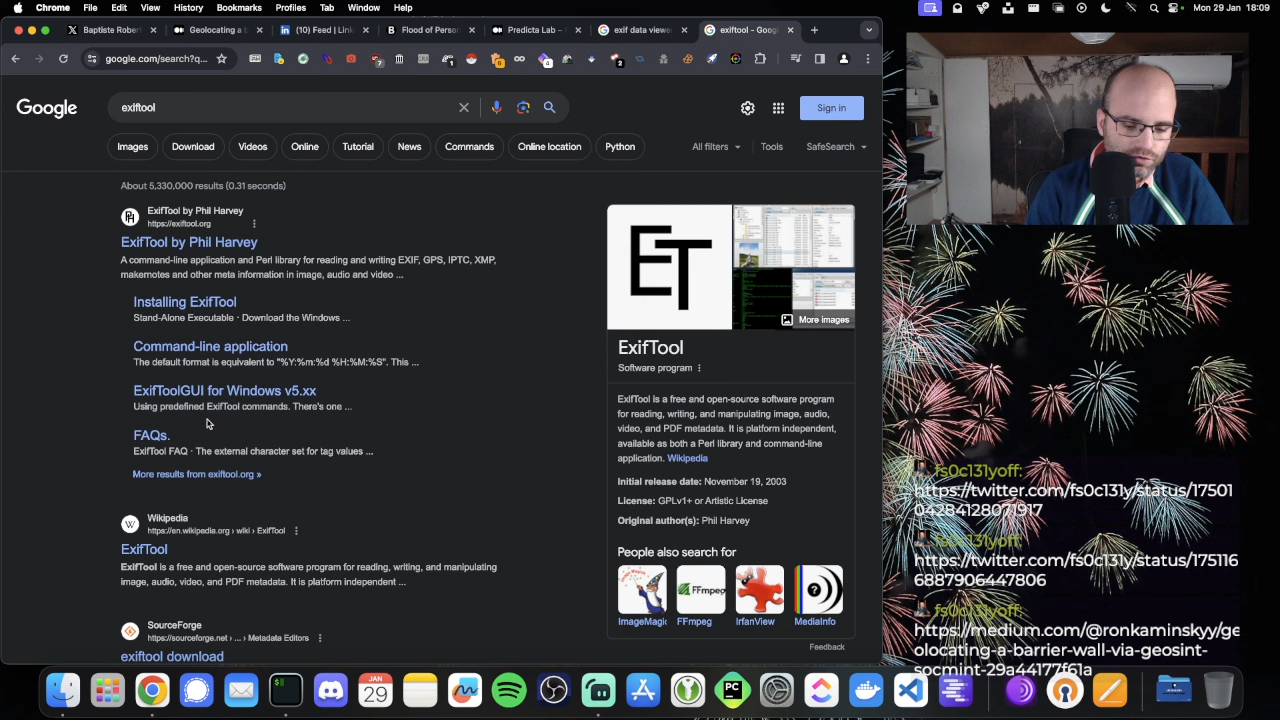 Chrome File Edit View History Bookmarks Profiles Tab Window Help
Mon 29 Jan 18:09
Baptiste Rober
Geolocating a b
(10) Feed | Link
Flood of Person
Predicta Lab –
exif data viewer
exiftool - Googl
google.com/search?q...
Google
exiftool
Sign in
Images
Download
Videos
Online
Tutorial
News
Commands
Online location
Python
All filters
Tools
SafeSearch
About 5,330,000 results (0.31 seconds)
ExifTool by Phil Harvey
https://exiftool.org
ExifTool by Phil Harvey
A command-line application and Perl library for reading and writing EXIF, GPS, IPTC, XMP,
makernotes and other meta information in image, audio and video ...
Installing ExifTool
Stand-Alone Executable · Download the Windows ...
Command-line application
The default format is equivalent to "%Y:%m:%d %H:%M:%S". This ...
ExifToolGUI for Windows v5.xx
Using predefined ExifTool commands. There's one ...
FAQs.
ExifTool FAQ · The external character set for tag values ...
More results from exiftool.org »
Wikipedia
https://en.wikipedia.org › wiki › ExifTool
ExifTool
ExifTool is a free and open-source software program for reading, writing, and manipulating
image, audio, video, and PDF metadata. It is platform independent ...
SourceForge
https://sourceforge.net › ... › Metadata Editors
exiftool download
ET
More images
ExifTool
Software program
ExifTool is a free and open-source software program
for reading, writing, and manipulating image, audio,
video, and PDF metadata. It is platform independent,
available as both a Perl library and command-line
application. Wikipedia
Initial release date: November 19, 2003
License: GPLv1+ or Artistic License
Original author(s): Phil Harvey
People also search for
ImageMagic
FFmpeg
FFmpeg
IrfanView
MediaInfo
Feedback
fs0c131yoff:
https://twitter.com/fs0c131y/status/17501
04284128071917
fs0c131yoff:
https://twitter.com/fs0c131y/status/175116
6887906447806
fs0c131yoff:
https://medium.com/@ronkaminskyy/ge
olocating-a-barrier-wall-via-geosint-
socmint-29a44177f61a
JAN
29
PC